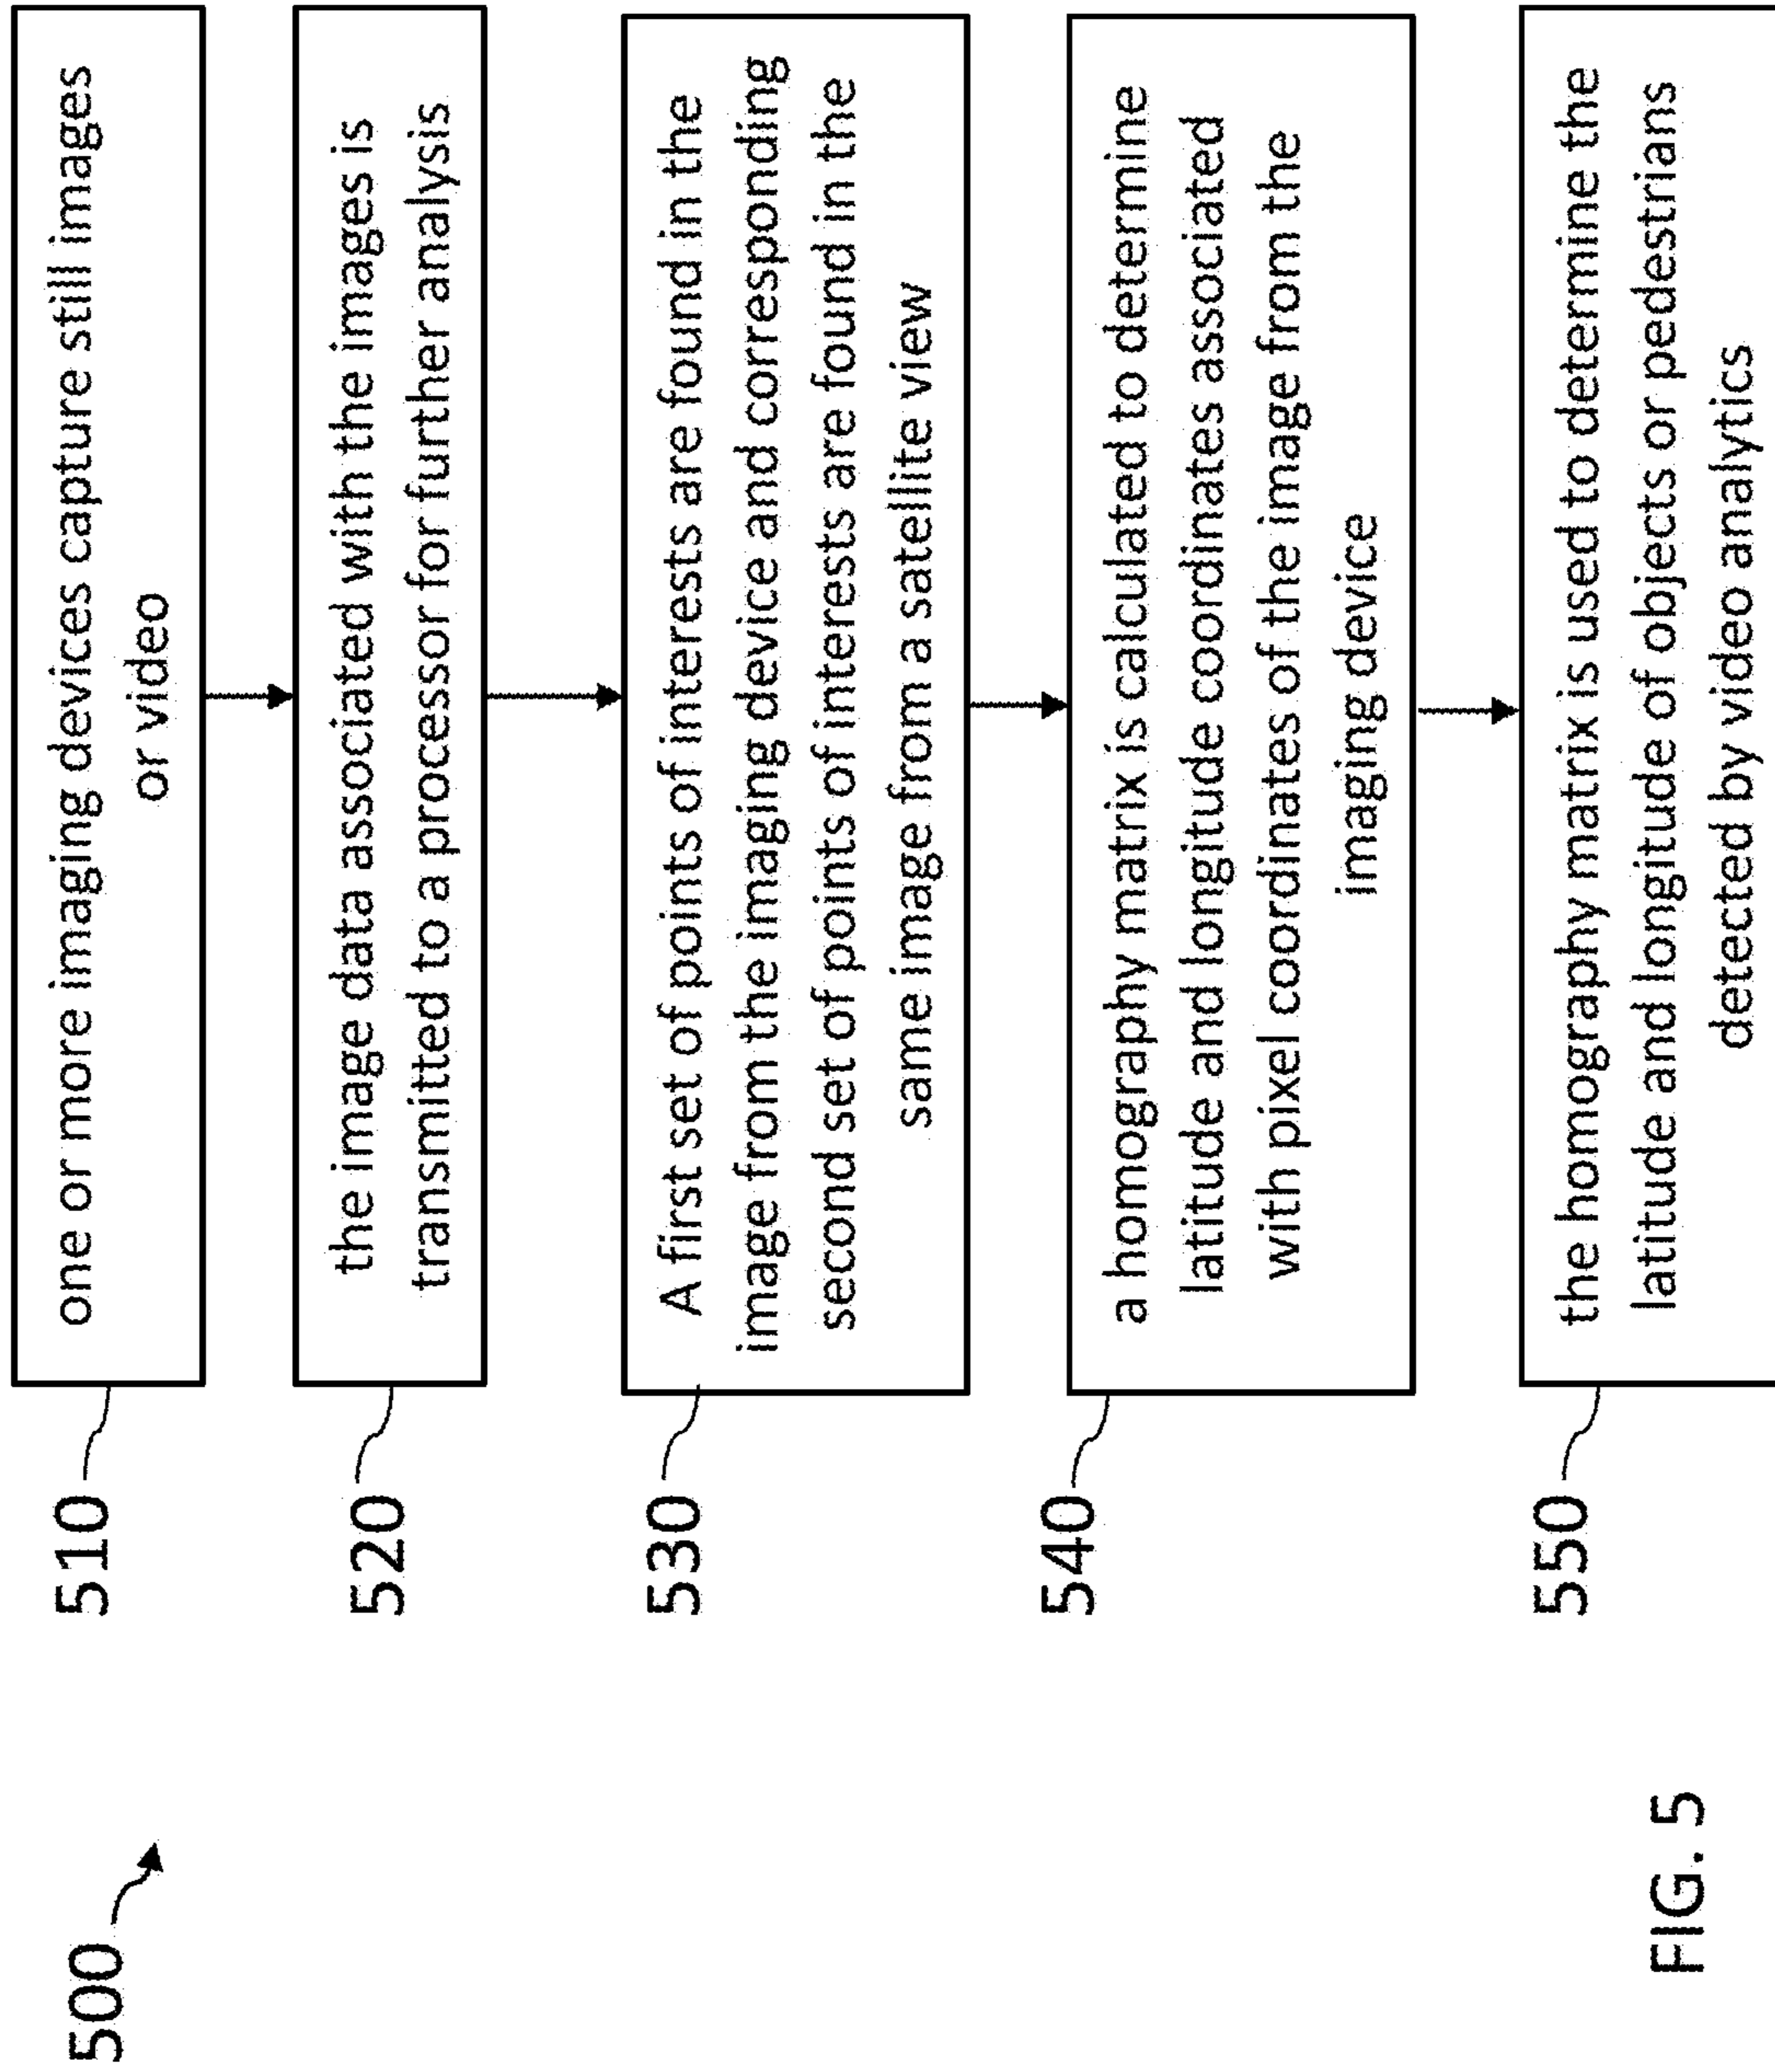 500
510
one or more imaging devices capture still images
or video
520
the image data associated with the images is
transmitted to a processor for further analysis
530
A first set of points of interests are found in the
image from the imaging device and corresponding
second set of points of interests are found in the
same image from a satellite view
540
a homography matrix is calculated to determine
latitude and longitude coordinates associated
with pixel coordinates of the image from the
imaging device
550
the homography matrix is used to determine the
latitude and longitude of objects or pedestrians
detected by video analytics
FIG. 5